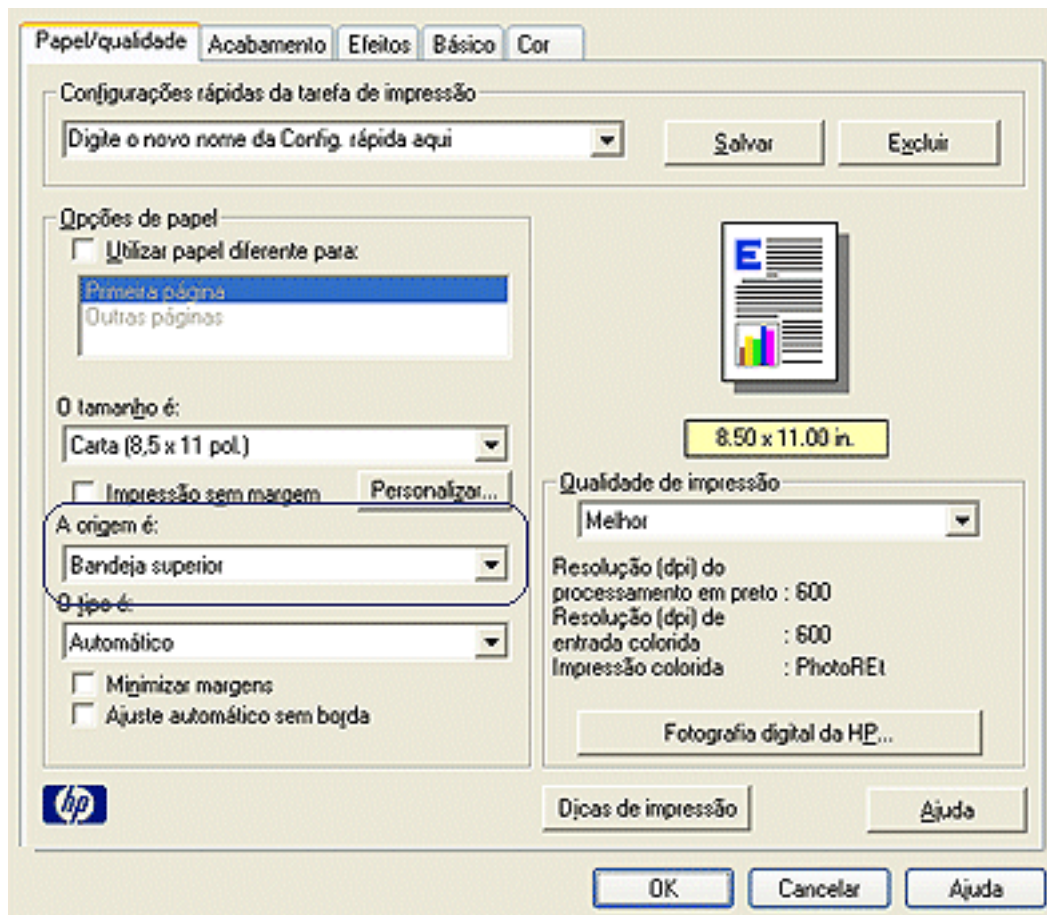 Papel/qualidade
Acabamento
Efeitos
Básico
Cor
Configurações rápidas da tarefa de impressão
Digite o novo nome da Config. rápida aqui
Salvar
Excluir
Opções de papel
Utilizar papel diferente para:
Primeira página
Outras páginas
O tamanho é:
Carta (8,5 x 11 pol.)
Impressão sem margem
Personalizar...
A origem é:
Bandeja superior
O tipo é:
Automático
Minimizar margens
Ajuste automático sem borda
E
8.50 x 11.00 in.
Qualidade de impressão
Melhor
Resolução (dpi) do
processamento em preto : 600
Resolução (dpi) de
entrada colorida : 600
Impressão colorida : PhotoREt
Fotografia digital da HP...
hp
Dicas de impressão
Ajuda
OK
Cancelar
Ajuda